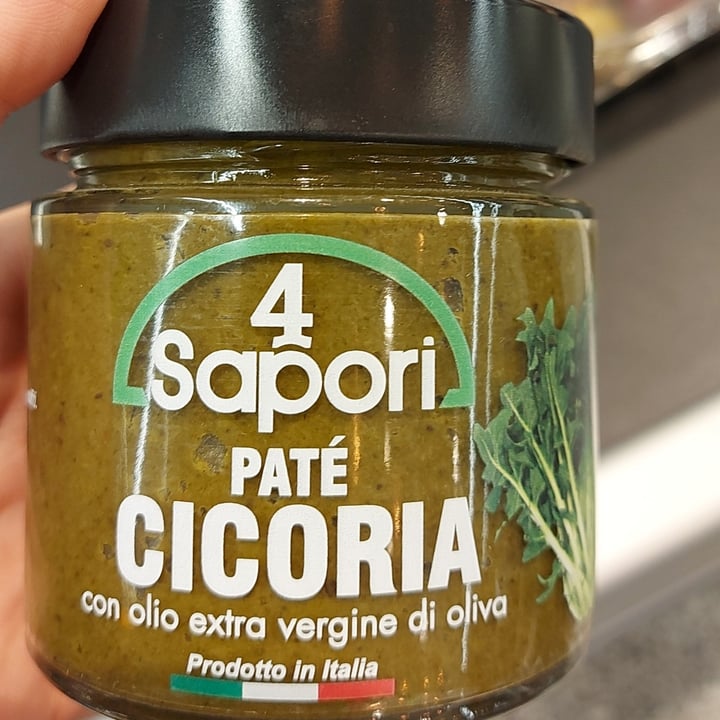 4
Sapori
PATÉ
CICORIA
con olio extra vergine di oliva
Prodotto in Italia